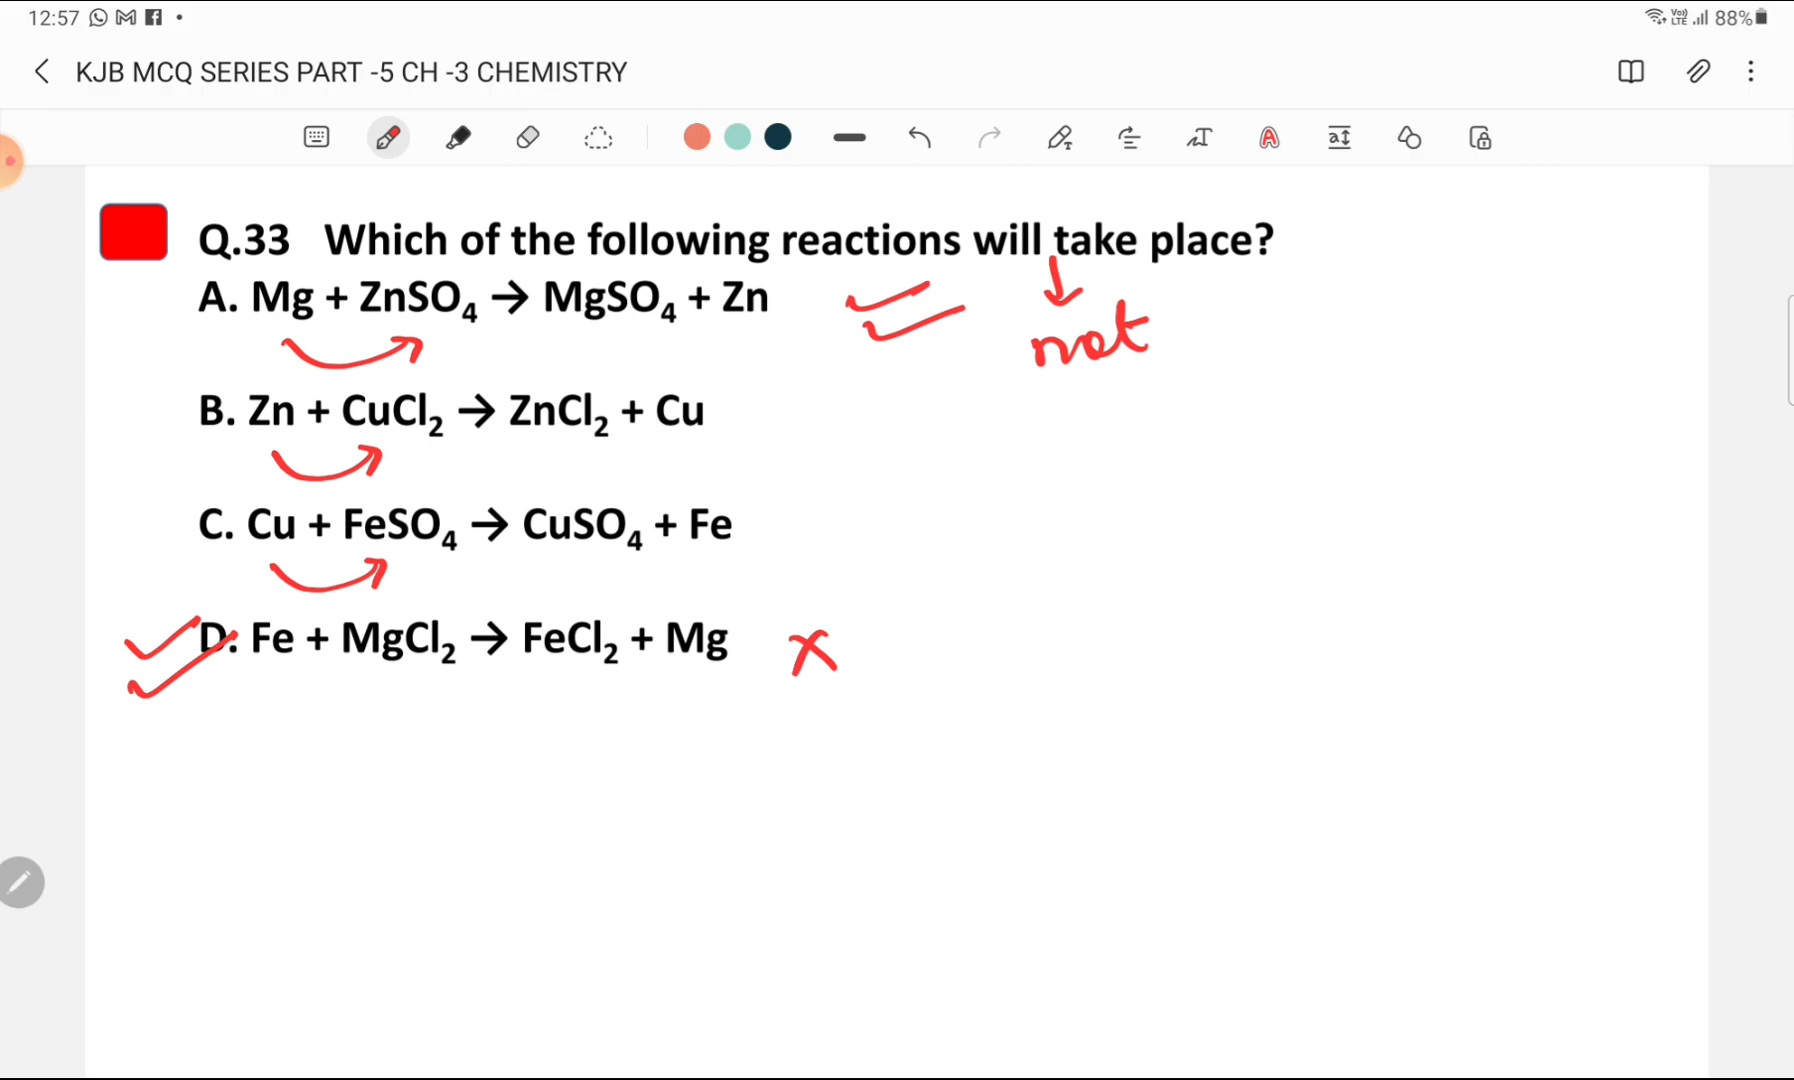 12:57 88%
KJB MCQ SERIES PART -5 CH -3 CHEMISTRY
Q.33 Which of the following reactions will take place?
A. Mg + ZnSO₄ → MgSO₄ + Zn
not
B. Zn + CuCl₂ → ZnCl₂ + Cu
C. Cu + FeSO₄ → CuSO₄ + Fe
D. Fe + MgCl₂ → FeCl₂ + Mg